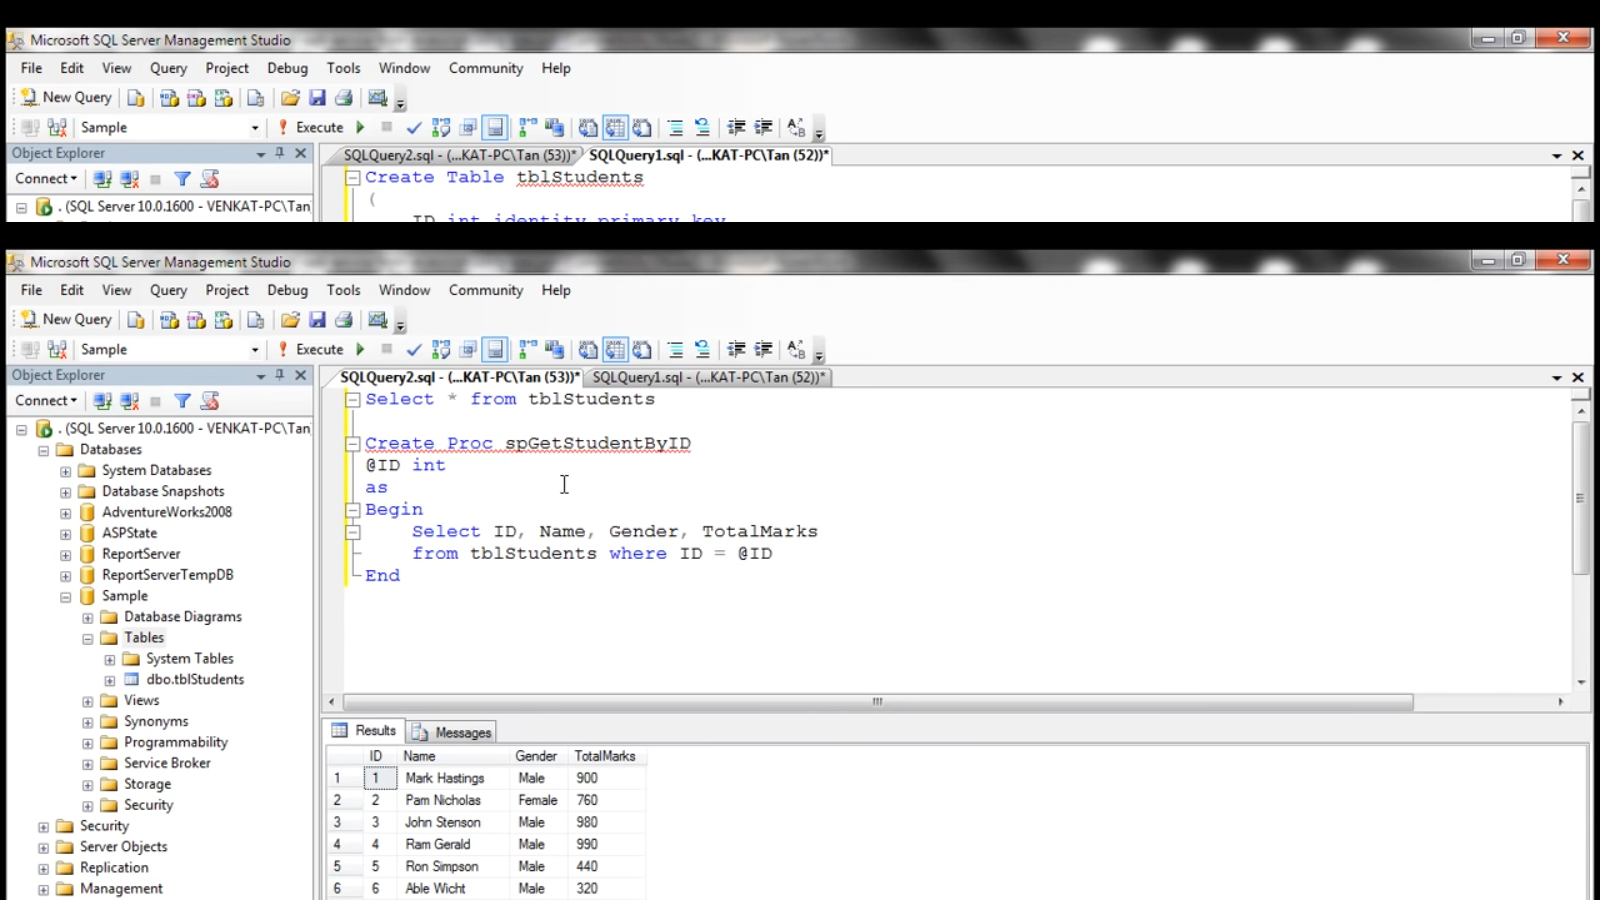 Microsoft SQL Server Management Studio
File Edit View Query Project Debug Tools Window Community Help
New Query
Sample Execute
Object Explorer
SQLQuery2.sql - (...KAT-PC\Tan (53))* SQLQuery1.sql - (...KAT-PC\Tan (52))*
Connect
Create Table tblStudents
(
. (SQL Server 10.0.1600 - VENKAT-PC\Tan
ID int identity primary key
Microsoft SQL Server Management Studio
File Edit View Query Project Debug Tools Window Community Help
New Query
Sample Execute
Object Explorer
SQLQuery2.sql - (...KAT-PC\Tan (53))* SQLQuery1.sql - (...KAT-PC\Tan (52))*
Connect
. (SQL Server 10.0.1600 - VENKAT-PC\Tan
Databases
System Databases
Database Snapshots
AdventureWorks2008
ASPState
ReportServer
ReportServerTempDB
Sample
Database Diagrams
Tables
System Tables
dbo.tblStudents
Views
Synonyms
Programmability
Service Broker
Storage
Security
Security
Server Objects
Replication
Management
Select * from tblStudents
Create Proc spGetStudentByID
@ID int
as
Begin
Select ID, Name, Gender, TotalMarks
from tblStudents where ID = @ID
End
Results Messages
ID Name Gender TotalMarks
1 1 Mark Hastings Male 900
2 2 Pam Nicholas Female 760
3 3 John Stenson Male 980
4 4 Ram Gerald Male 990
5 5 Ron Simpson Male 440
6 6 Able Wicht Male 320